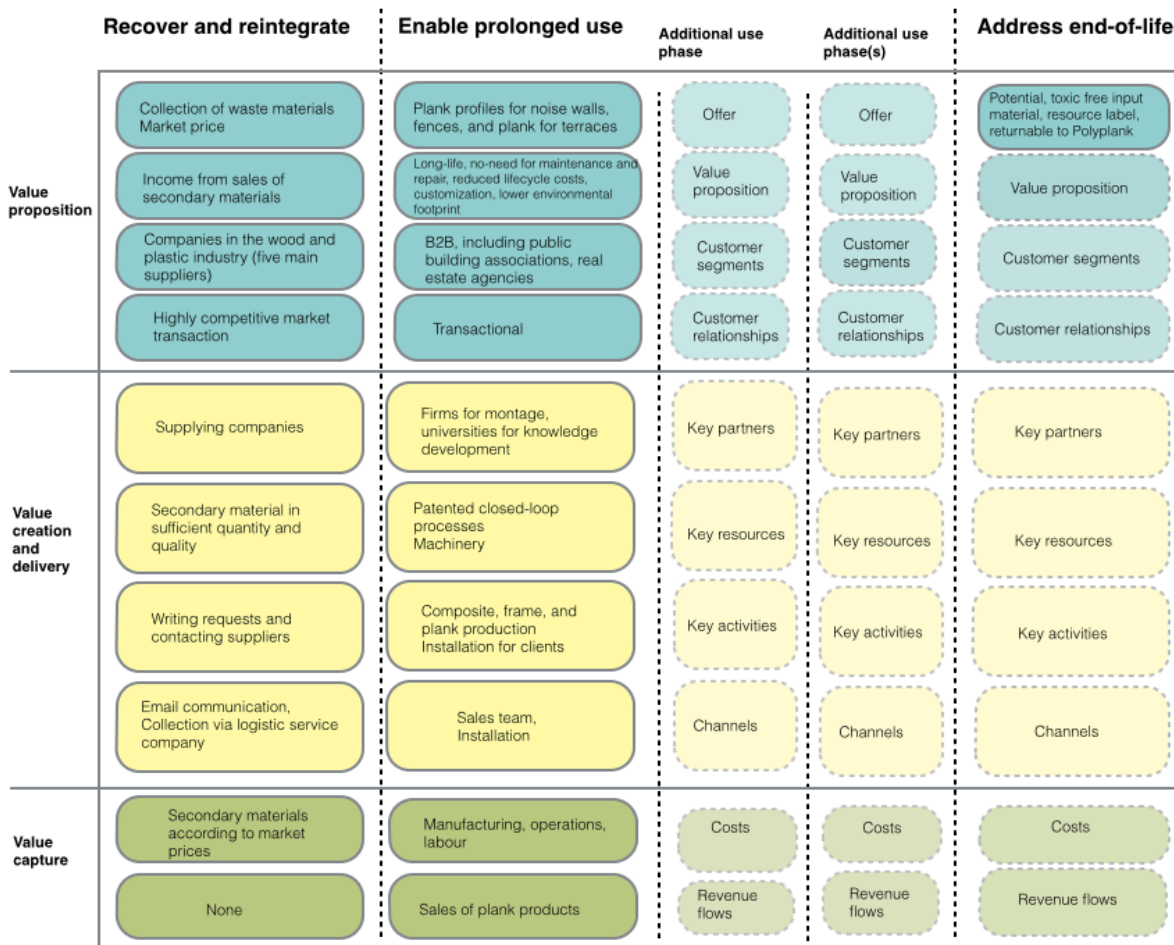 Recover and reintegrate
Enable prolonged use
Additional use
phase
Additional use
phase(s)
Address end-of-life
Value
proposition
Collection of waste materials
Market price
Plank profiles for noise walls,
fences, and plank for terraces
Offer
Offer
Potential, toxic free input
material, resource label,
returnable to Polyplank
Income from sales of
secondary materials
Long-life, no-need for maintenance and
repair, reduced lifecycle costs,
customization, lower environmental
footprint
Value
proposition
Value
proposition
Value proposition
Companies in the wood and
plastic industry (five main
suppliers)
B2B, including public
building associations, real
estate agencies
Customer
segments
Customer
segments
Customer segments
Highly competitive market
transaction
Transactional
Customer
relationships
Customer
relationships
Customer relationships
Value
creation
and
delivery
Supplying companies
Firms for montage,
universities for knowledge
development
Key partners
Key partners
Key partners
Secondary material in
sufficient quantity and
quality
Patented closed-loop
processes
Machinery
Key resources
Key resources
Key resources
Writing requests and
contacting suppliers
Composite, frame, and
plank production
Installation for clients
Key activities
Key activities
Key activities
Email communication,
Collection via logistic service
company
Sales team,
Installation
Channels
Channels
Channels
Value
capture
Secondary materials
according to market
prices
Manufacturing, operations,
labour
Costs
Costs
Costs
None
Sales of plank products
Revenue
flows
Revenue
flows
Revenue flows